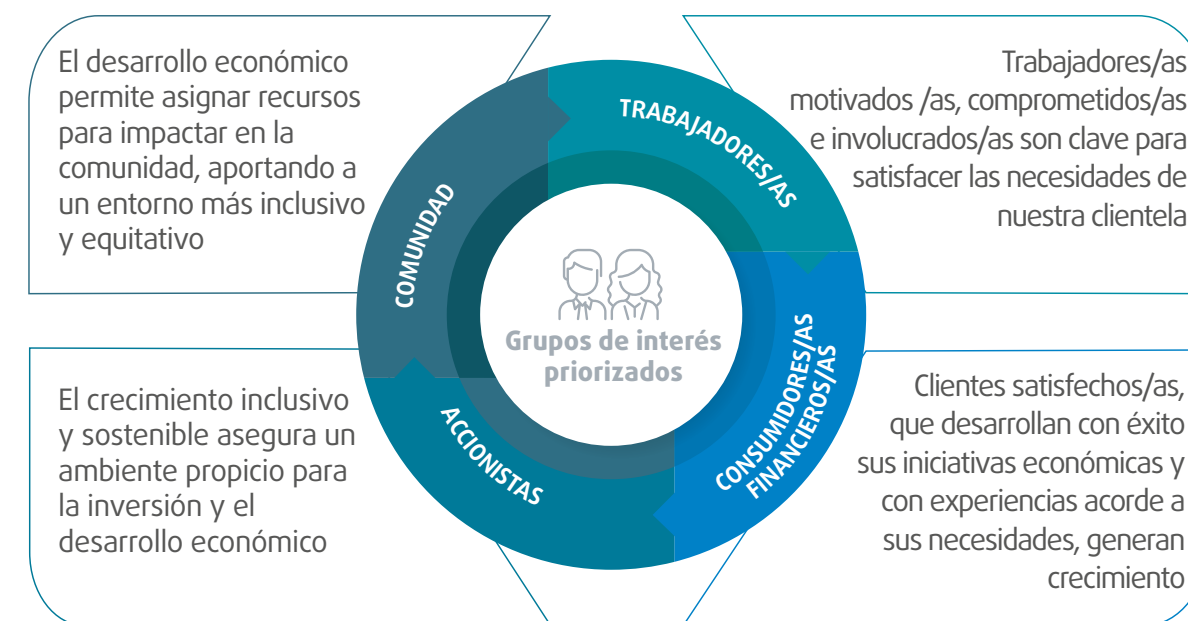 El desarrollo económico
permite asignar recursos
para impactar en la
comunidad, aportando a
un entorno más inclusivo
y equitativo
Trabajadores/as
motivados /as, comprometidos/as
e involucrados/as son clave para
satisfacer las necesidades de
nuestra clientela
TRABAJADORES/AS
COMUNIDAD
Grupos de interés
priorizados
CONSUMIDORES/AS
FINANCIEROS/AS
ACCIONISTAS
El crecimiento inclusivo
y sostenible asegura un
ambiente propicio para
la inversión y el
desarrollo económico
Clientes satisfechos/as,
que desarrollan con éxito
sus iniciativas económicas y
con experiencias acorde a
sus necesidades, generan
crecimiento